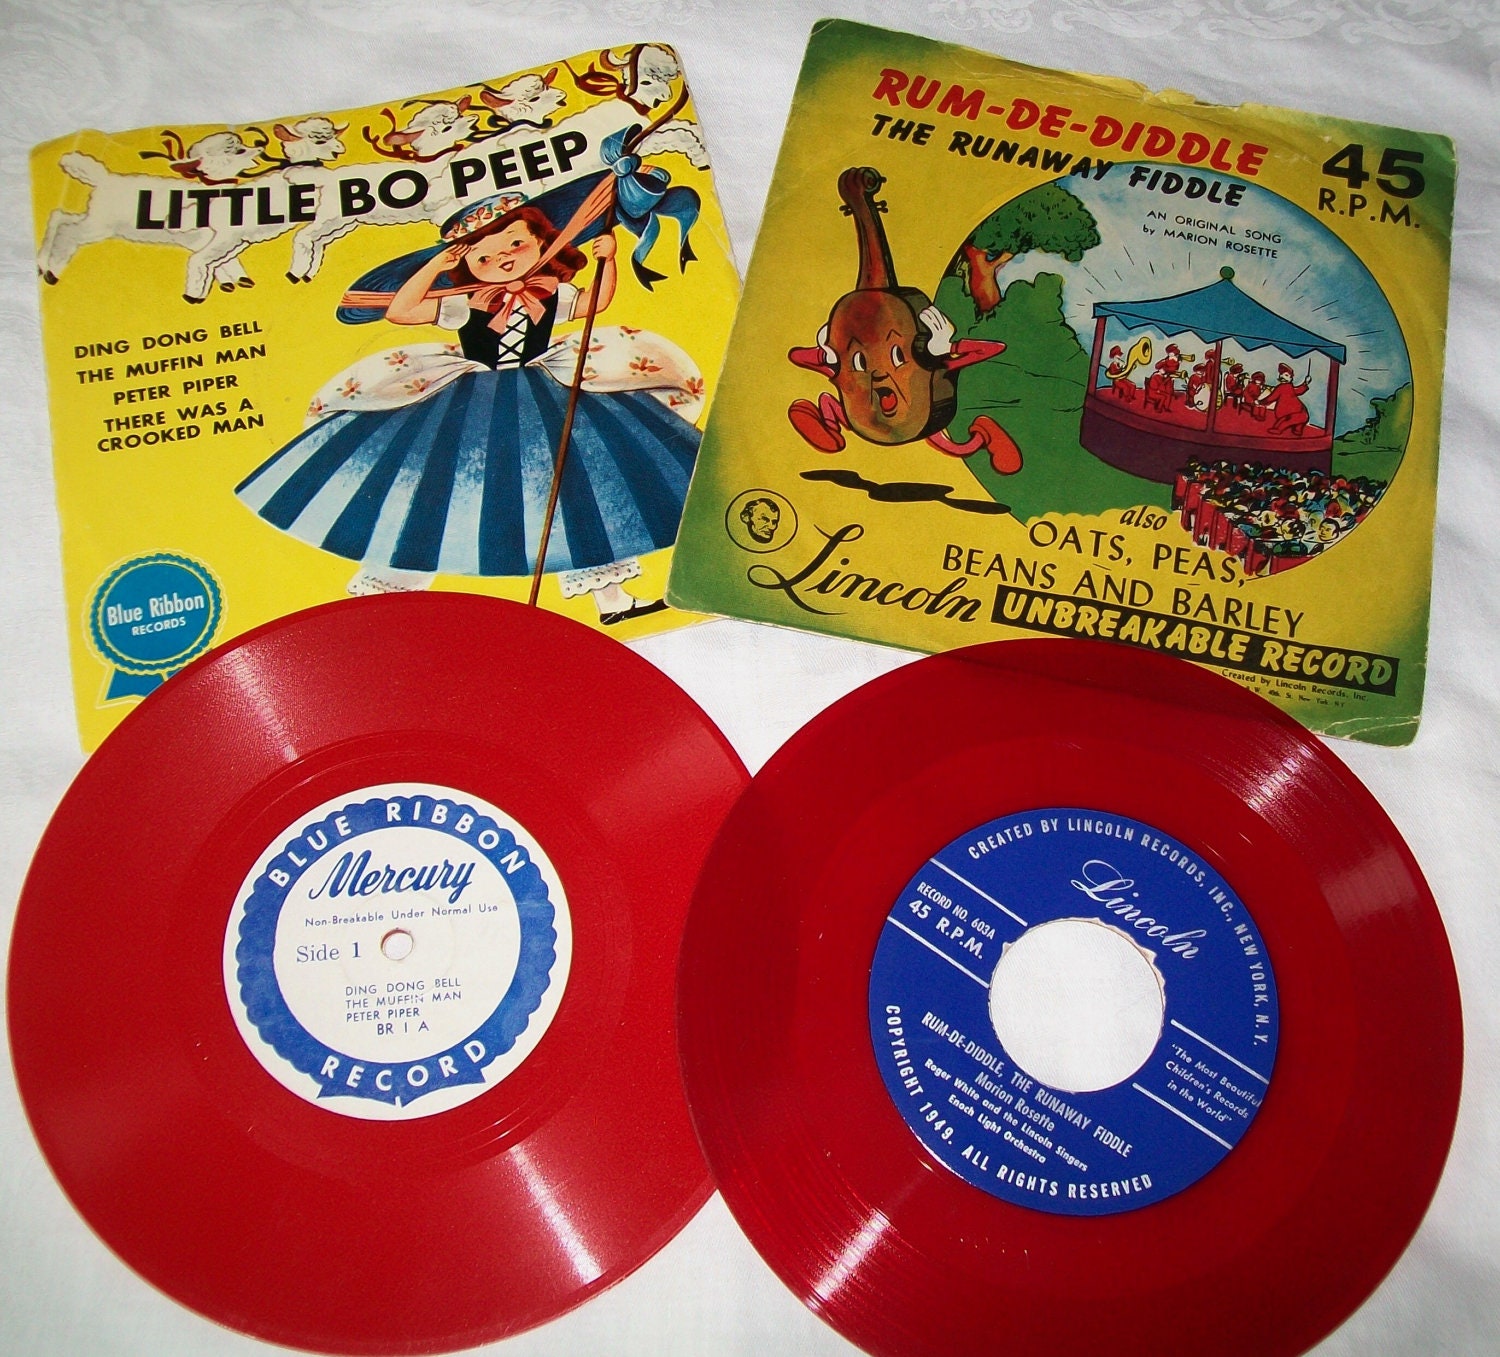 LITTLE BO PEEP
DING DONG BELL
THE MUFFIN MAN
PETER PIPER
THERE WAS A
CROOKED MAN
Blue Ribbon
RECORDS
RUM-DE-DIDDLE
THE RUNAWAY FIDDLE
45
R.P.M.
AN ORIGINAL SONG
by MARION ROSETTE
also
OATS, PEAS,
BEANS AND BARLEY
Lincoln UNBREAKABLE RECORD
Created by Lincoln Records, Inc.
W. 40th St. New York NY
BLUE RIBBON
Mercury
Non-Breakable Under Normal Use
Side 1
DING DONG BELL
THE MUFFIN MAN
PETER PIPER
BR 1 A
RECORD
CREATED BY LINCOLN RECORDS, INC., NEW YORK, N.Y.
Lincoln
RECORD NO. 603A
45 R.P.M.
"The Most Beautiful
Children's Records
in the World"
RUM-DE-DIDDLE, THE RUNAWAY FIDDLE
Marion Rosette
Roger White and the Lincoln Singers
Enoch Light Orchestra
COPYRIGHT 1949. ALL RIGHTS RESERVED